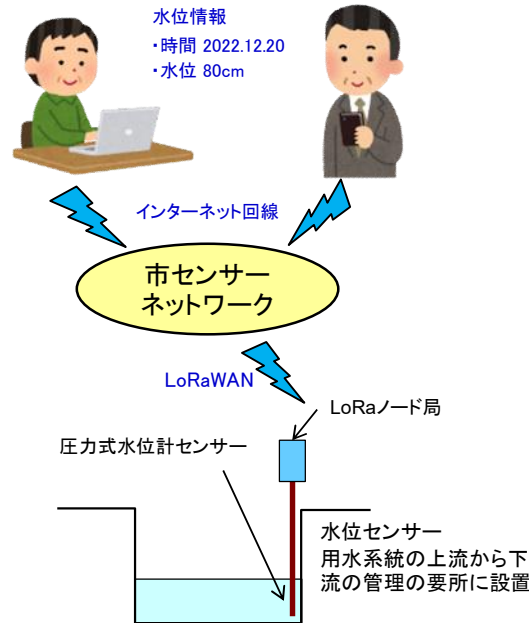 水位情報
・時間 2022.12.20
・水位 80cm
インターネット回線
市センサー
ネットワーク
LoRaWAN
LoRaノード局
圧力式水位計センサー
水位センサー
用水系統の上流から下
流の管理の要所に設置